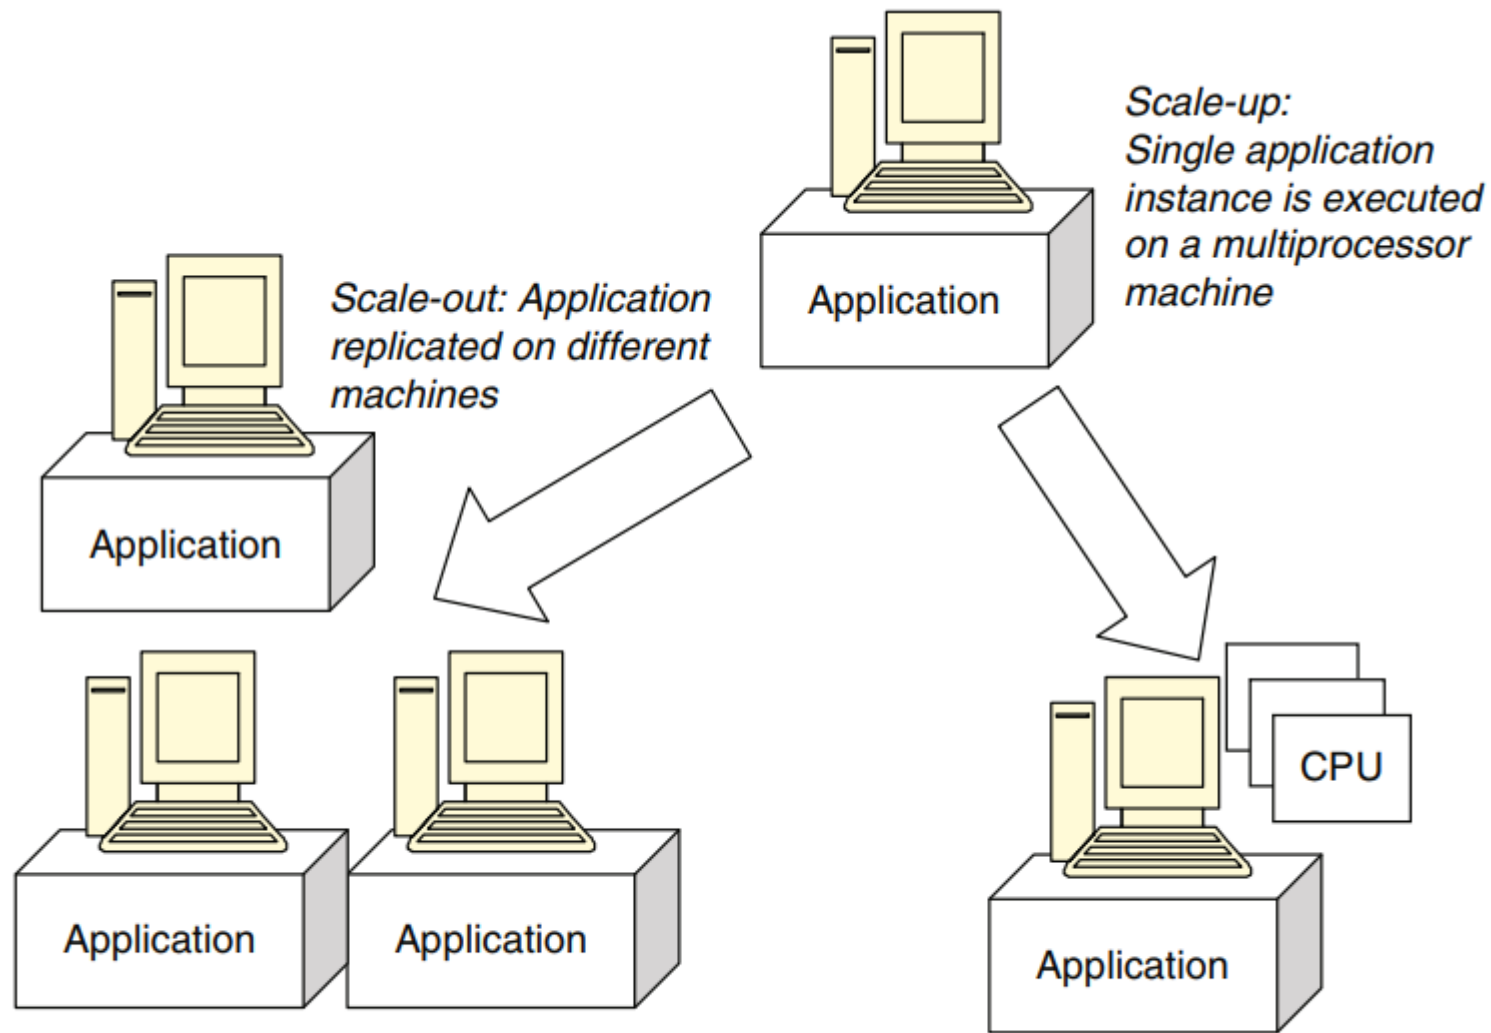 Scale-up:
Single application
instance is executed
on a multiprocessor
machine
Application
Scale-out: Application
replicated on different
machines
Application
Application
Application
CPU
Application